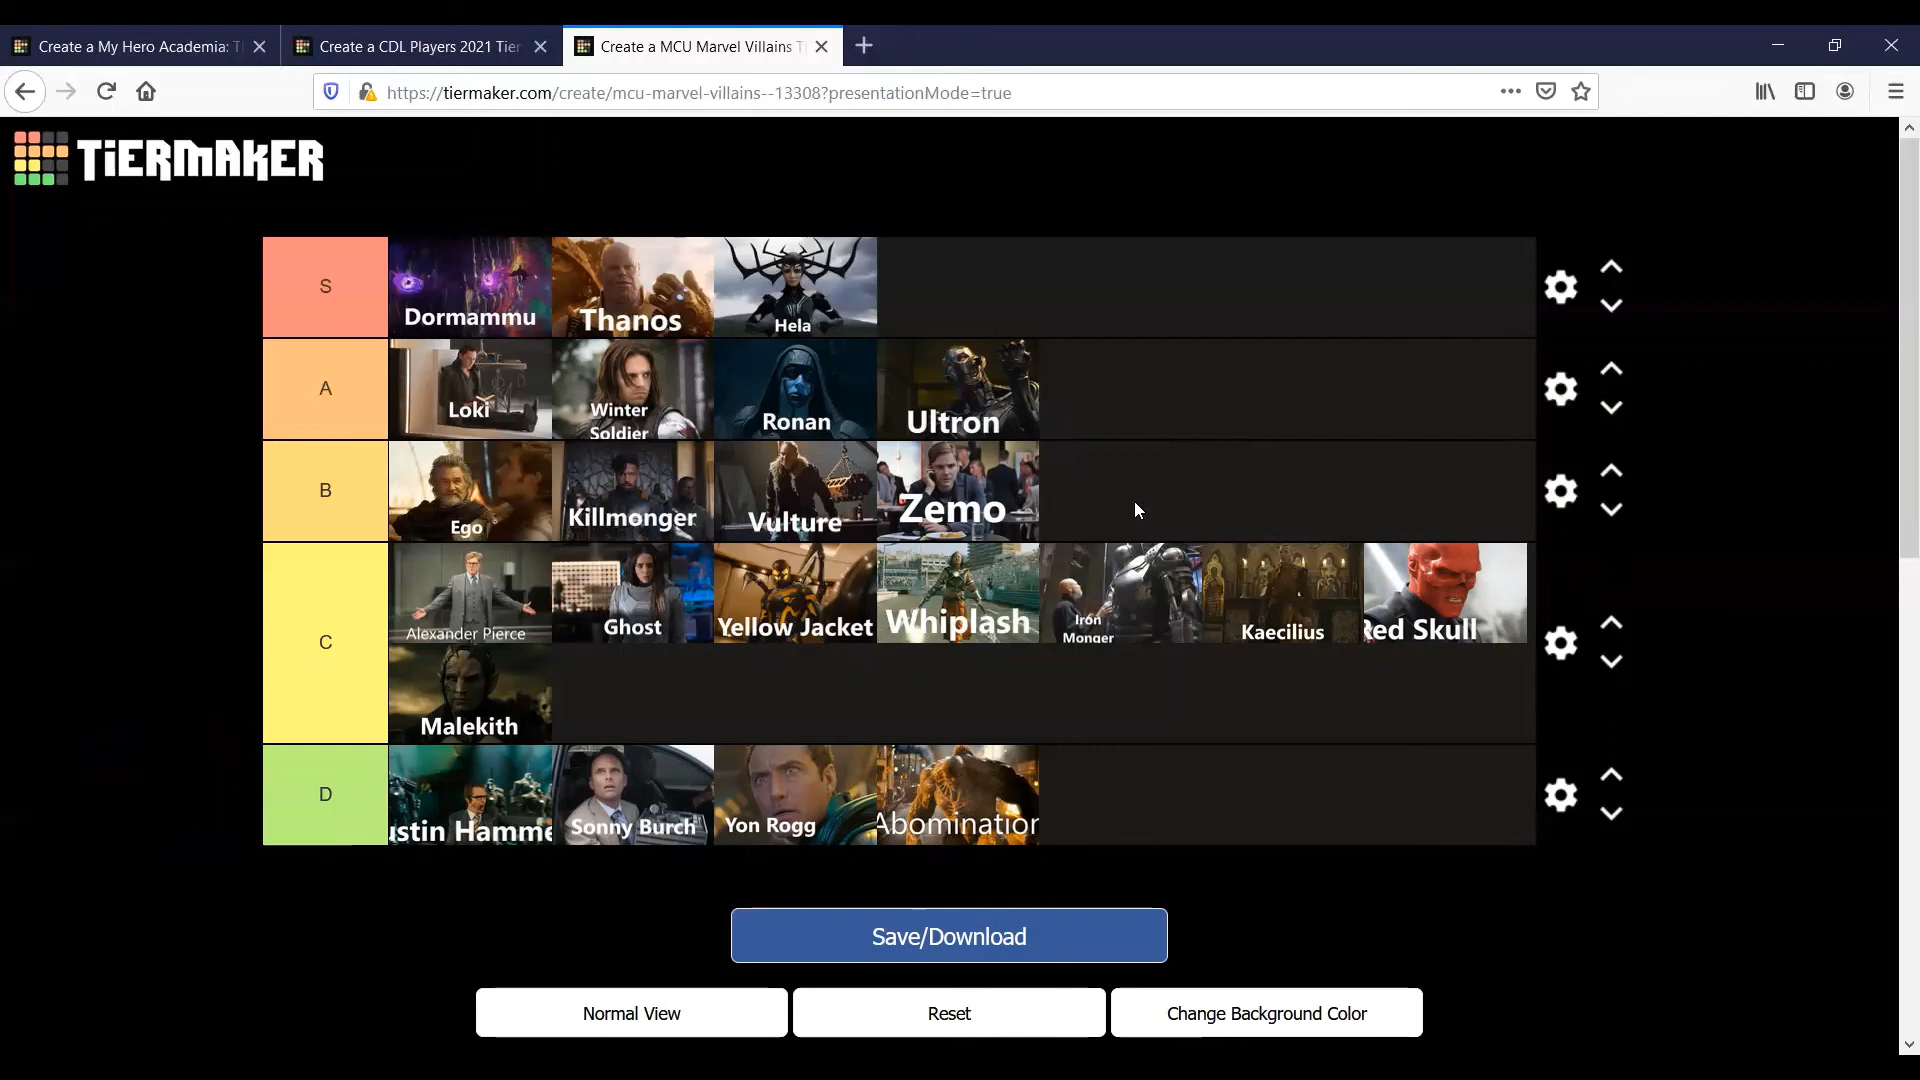 Create a My Hero Academia: T
Create a CDL Players 2021 Tier
Create a MCU Marvel Villains T
https://tiermaker.com/create/mcu-marvel-villains--13308?presentationMode=true
TIERMAKER
S
Dormammu
Thanos
Hela
A
Loki
Winter
Soldier
Ronan
Ultron
B
Ego
Killmonger
Vulture
Zemo
C
Alexander Pierce
Ghost
Yellow Jacket
Whiplash
Iron
Monger
Kaecilius
Red Skull
Malekith
D
ustin Hamme
Sonny Burch
Yon Rogg
Abomination
Save/Download
Normal View
Reset
Change Background Color